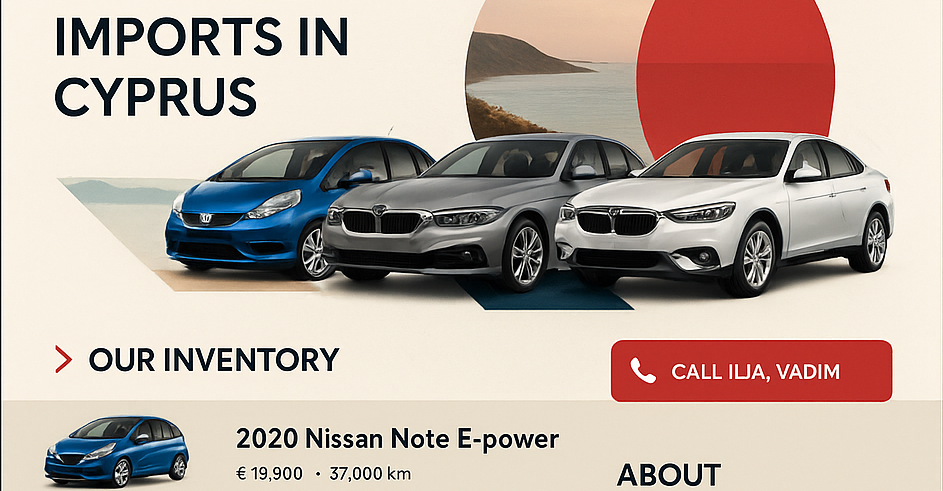 IMPORTS IN
CYPRUS
OUR INVENTORY
CALL ILJA, VADIM
2020 Nissan Note E-power
€ 19,900 • 37,000 km
ABOUT